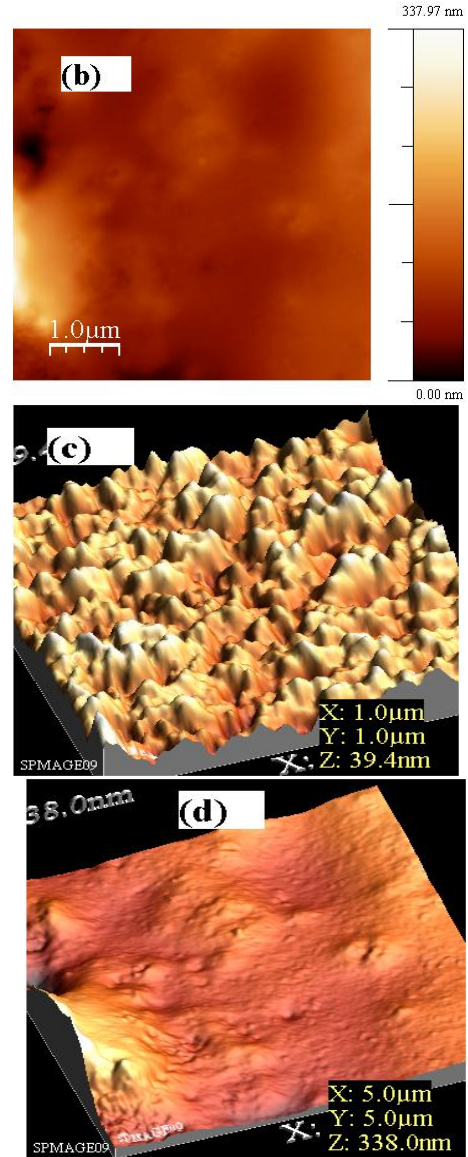 337.97 nm
(b)
1.0µm
0.00 nm
(c)
X: 1.0µm
Y: 1.0µm
Z: 39.4nm
SPMAGE09
X:
38.0nm
(d)
X: 5.0µm
Y: 5.0µm
Z: 338.0nm
SPMAGE09
SPMAGE09
X: